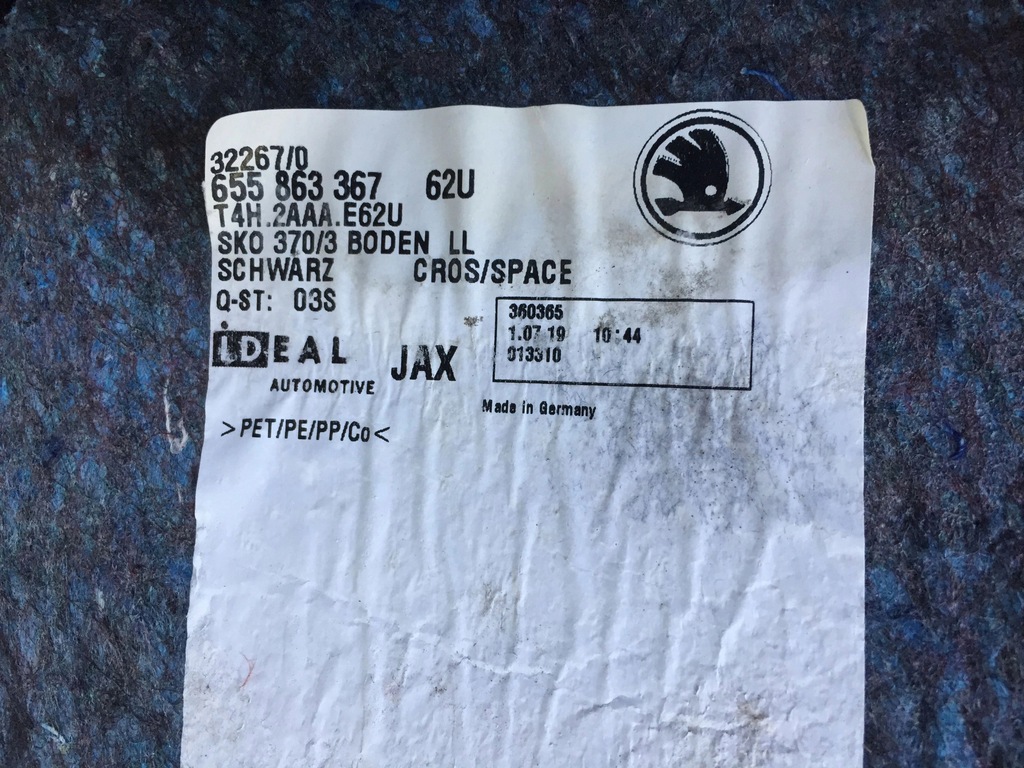 32267/0
655 863 367 62U
T4H.2AAA.E62U
SKO 370/3 BODEN LL
SCHWARZ CROS/SPACE
Q-ST: 03S
iDEAL
AUTOMOTIVE
JAX
360365
1.07 19 10:44
013310
Made in Germany
>PET/PE/PP/Co<